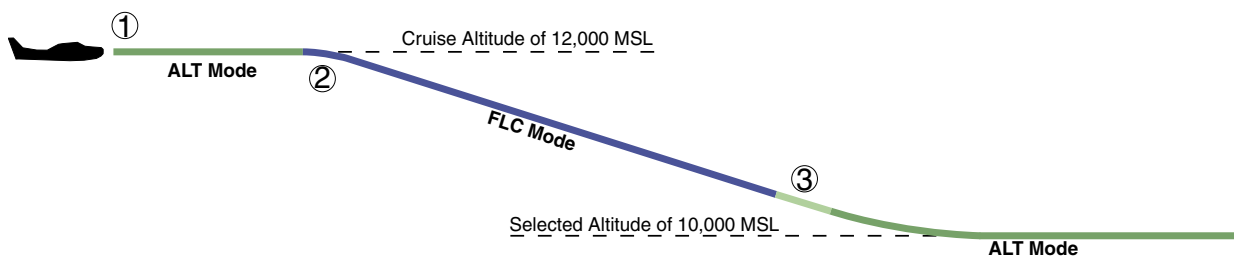 ①
Cruise Altitude of 12,000 MSL
ALT Mode
②
FLC Mode
③
Selected Altitude of 10,000 MSL
ALT Mode